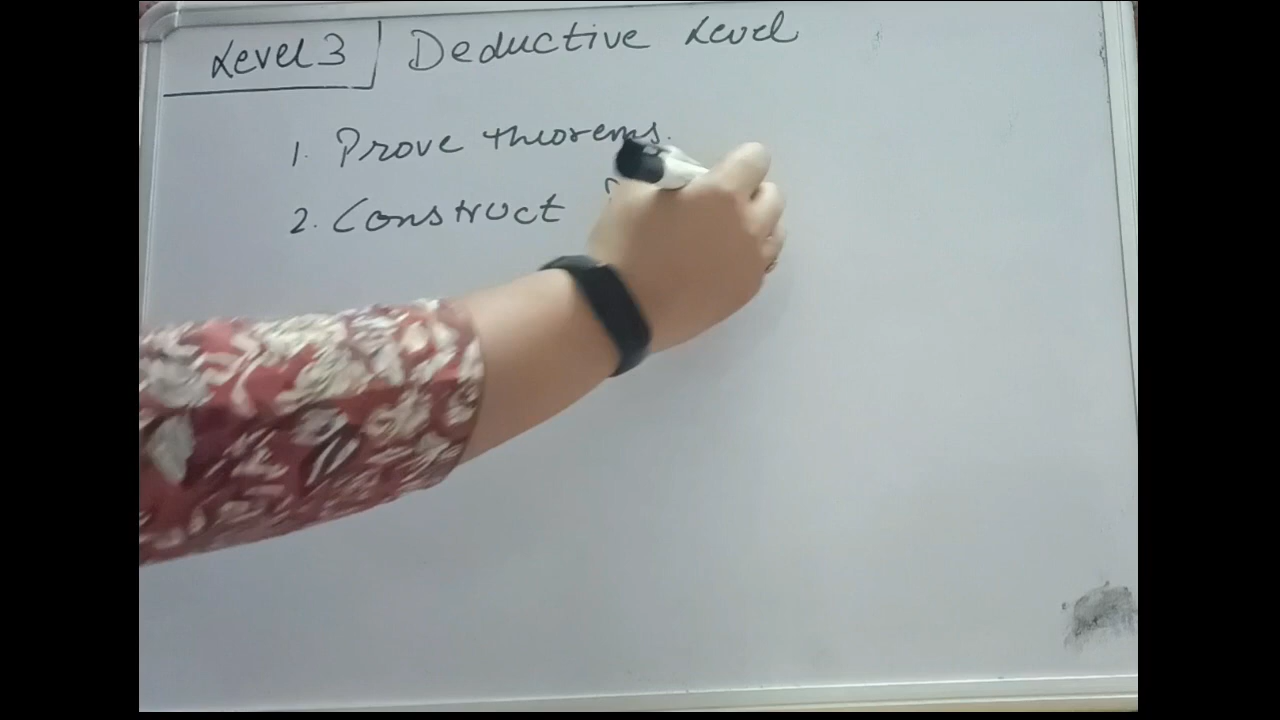 Level 3 Deductive Level
1. Prove theorems.
2. Construct